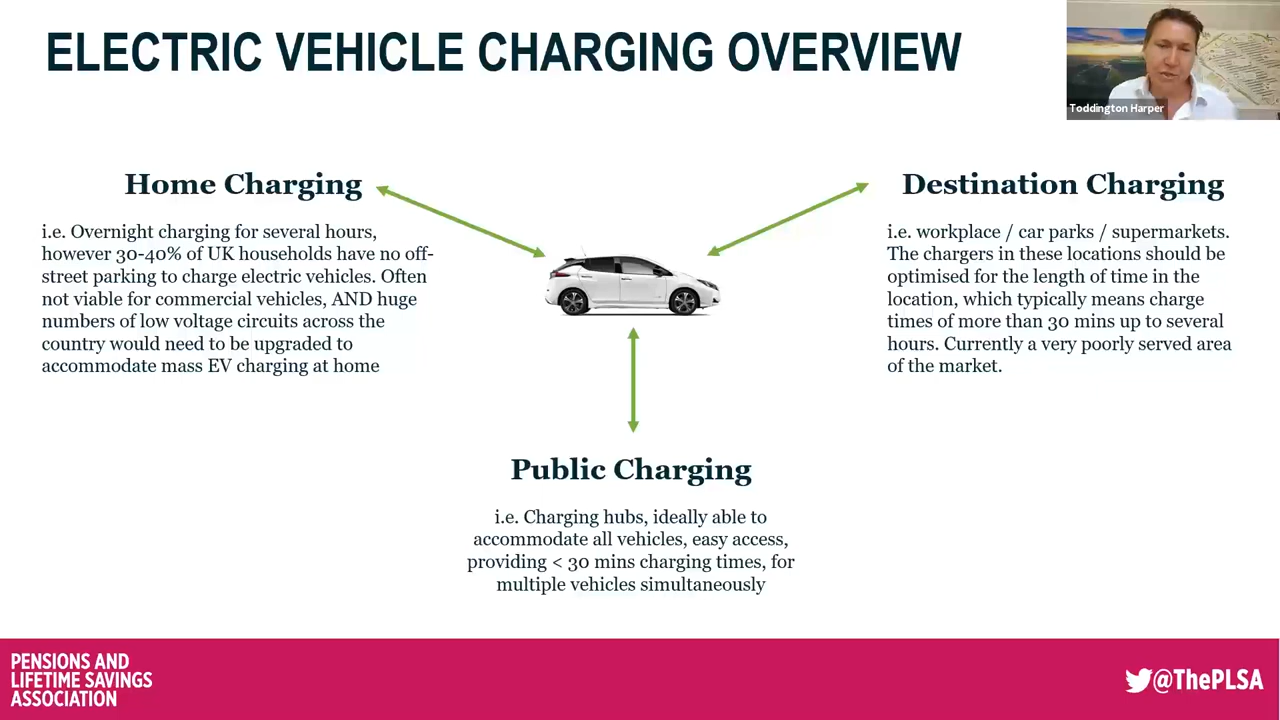 ELECTRIC VEHICLE CHARGING OVERVIEW
Toddington Harper
Home Charging
i.e. Overnight charging for several hours,
however 30-40% of UK households have no off-
street parking to charge electric vehicles. Often
not viable for commercial vehicles, AND huge
numbers of low voltage circuits across the
country would need to be upgraded to
accommodate mass EV charging at home
Destination Charging
i.e. workplace / car parks / supermarkets.
The chargers in these locations should be
optimised for the length of time in the
location, which typically means charge
times of more than 30 mins up to several
hours. Currently a very poorly served area
of the market.
Public Charging
i.e. Charging hubs, ideally able to
accommodate all vehicles, easy access,
providing < 30 mins charging times, for
multiple vehicles simultaneously
PENSIONS AND
LIFETIME SAVINGS
ASSOCIATION
@ThePLSA